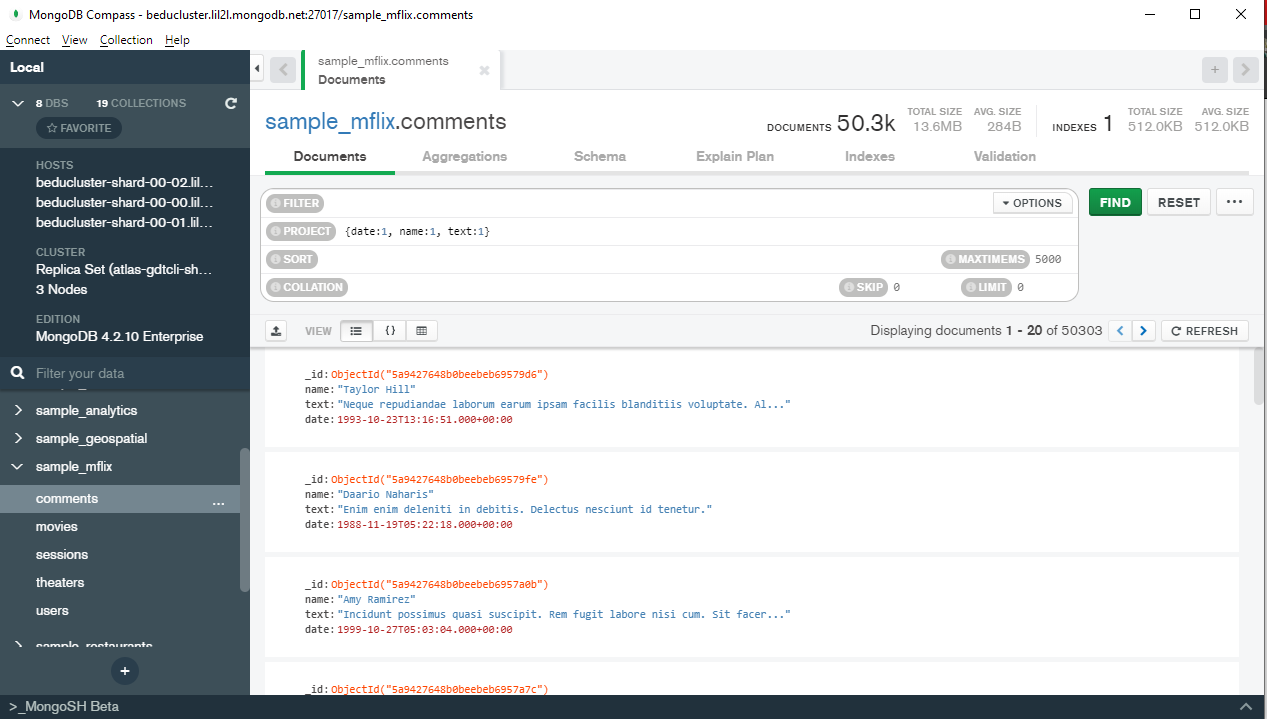 MongoDB Compass - beducluster.lil2l.mongodb.net:27017/sample_mflix.comments
Connect View Collection Help
Local
8 DBS 19 COLLECTIONS
FAVORITE
HOSTS
beducluster-shard-00-02.lil...
beducluster-shard-00-00.lil...
beducluster-shard-00-01.lil...
CLUSTER
Replica Set (atlas-gdtcli-sh...
3 Nodes
EDITION
MongoDB 4.2.10 Enterprise
Filter your data
sample_analytics
sample_geospatial
sample_mflix
comments ...
movies
sessions
theaters
users
sample_restaurants
+
sample_mflix.comments
Documents
sample_mflix.comments
DOCUMENTS 50.3k TOTAL SIZE 13.6MB AVG. SIZE 284B INDEXES 1 TOTAL SIZE 512.0KB AVG. SIZE 512.0KB
Documents Aggregations Schema Explain Plan Indexes Validation
FILTER OPTIONS FIND RESET ...
PROJECT {date:1, name:1, text:1}
SORT MAXTIMEMS 5000
COLLATION SKIP 0 LIMIT 0
VIEW {} Displaying documents 1 - 20 of 50303 < > REFRESH
_id: ObjectId("5a9427648b0beebeb69579d6")
name: "Taylor Hill"
text: "Neque repudiandae laborum earum ipsam facilis blanditiis voluptate. Al..."
date: 1993-10-23T13:16:51.000+00:00
_id: ObjectId("5a9427648b0beebeb69579fe")
name: "Daario Naharis"
text: "Enim enim deleniti in debitis. Delectus nesciunt id tenetur."
date: 1988-11-19T05:22:18.000+00:00
_id: ObjectId("5a9427648b0beebeb6957a0b")
name: "Amy Ramirez"
text: "Incidunt possimus quasi suscipit. Rem fugit labore nisi cum. Sit facer..."
date: 1999-10-27T05:03:04.000+00:00
_id: ObjectId("5a9427648b0beebeb6957a7c")
>_MongoSH Beta